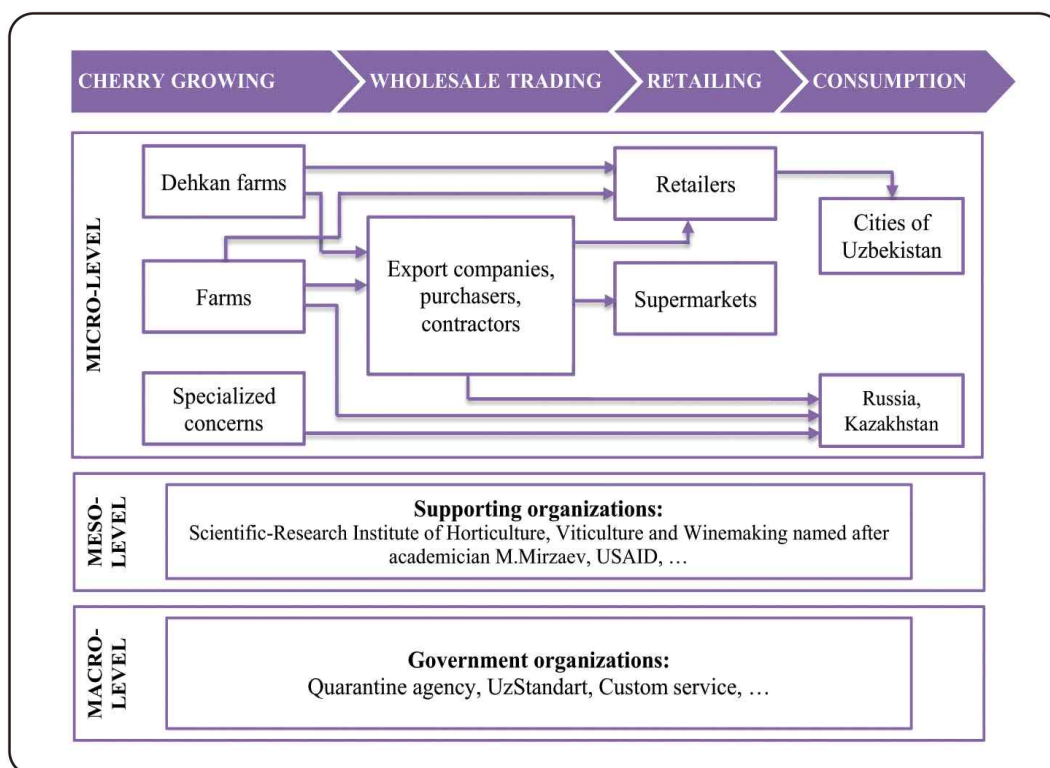 CHERRY GROWING
WHOLESALE TRADING
RETAILING
CONSUMPTION
MICRO-LEVEL
Dehkan farms
Farms
Specialized
concerns
Export companies,
purchasers,
contractors
Retailers
Supermarkets
Cities of
Uzbekistan
Russia,
Kazakhstan
MESO-
LEVEL
Supporting organizations:
Scientific-Research Institute of Horticulture, Viticulture and Winemaking named after
academician M.Mirzaev, USAID, …
MACRO-
LEVEL
Government organizations:
Quarantine agency, UzStandart, Custom service, …